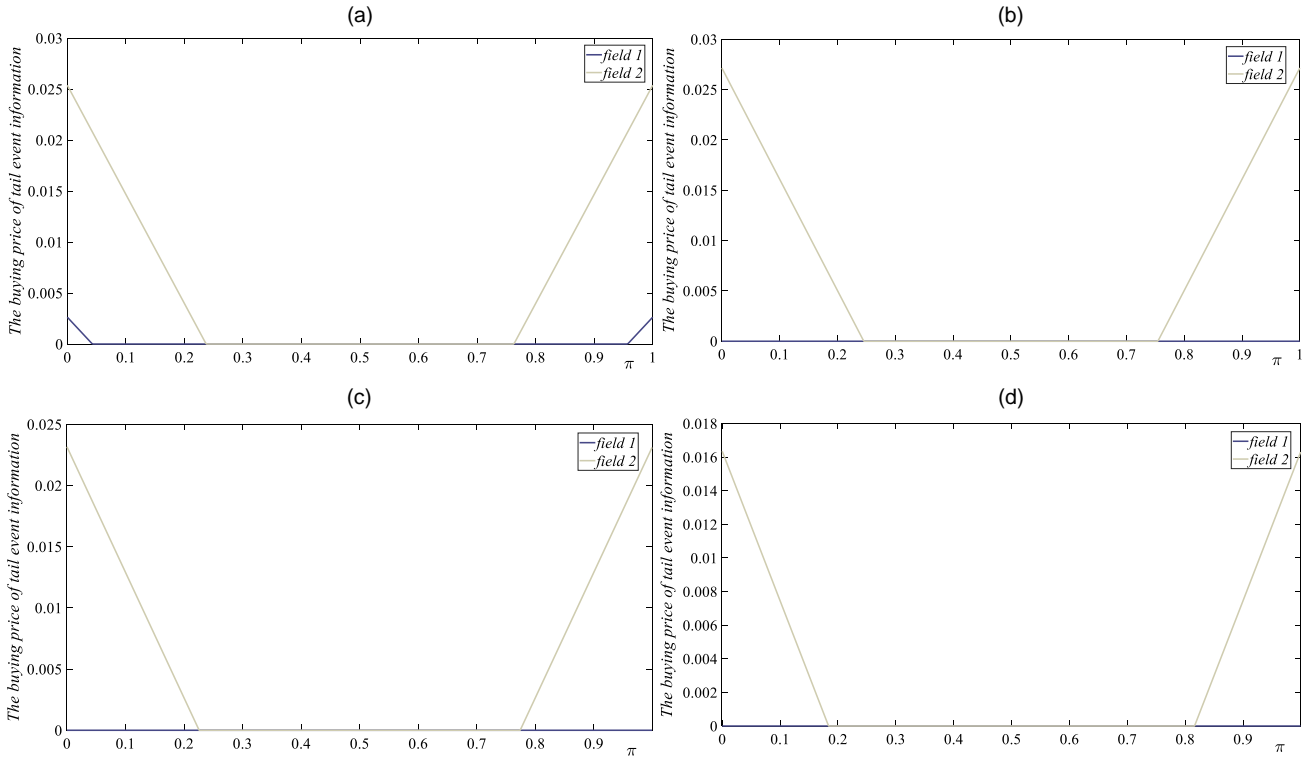 (a)
The buying price of tail event information
0.03
0.025
0.02
0.015
0.01
0.005
0
0 0.1 0.2 0.3 0.4 0.5 0.6 0.7 0.8 0.9 π 1
field 1
field 2
(b)
The buying price of tail event information
0.03
0.025
0.02
0.015
0.01
0.005
0
0 0.1 0.2 0.3 0.4 0.5 0.6 0.7 0.8 0.9 π 1
field 1
field 2
(c)
The buying price of tail event information
0.025
0.02
0.015
0.01
0.005
0
0 0.1 0.2 0.3 0.4 0.5 0.6 0.7 0.8 0.9 π 1
field 1
field 2
(d)
The buying price of tail event information
0.018
0.016
0.014
0.012
0.01
0.008
0.006
0.004
0.002
0
0 0.1 0.2 0.3 0.4 0.5 0.6 0.7 0.8 0.9 π 1
field 1
field 2